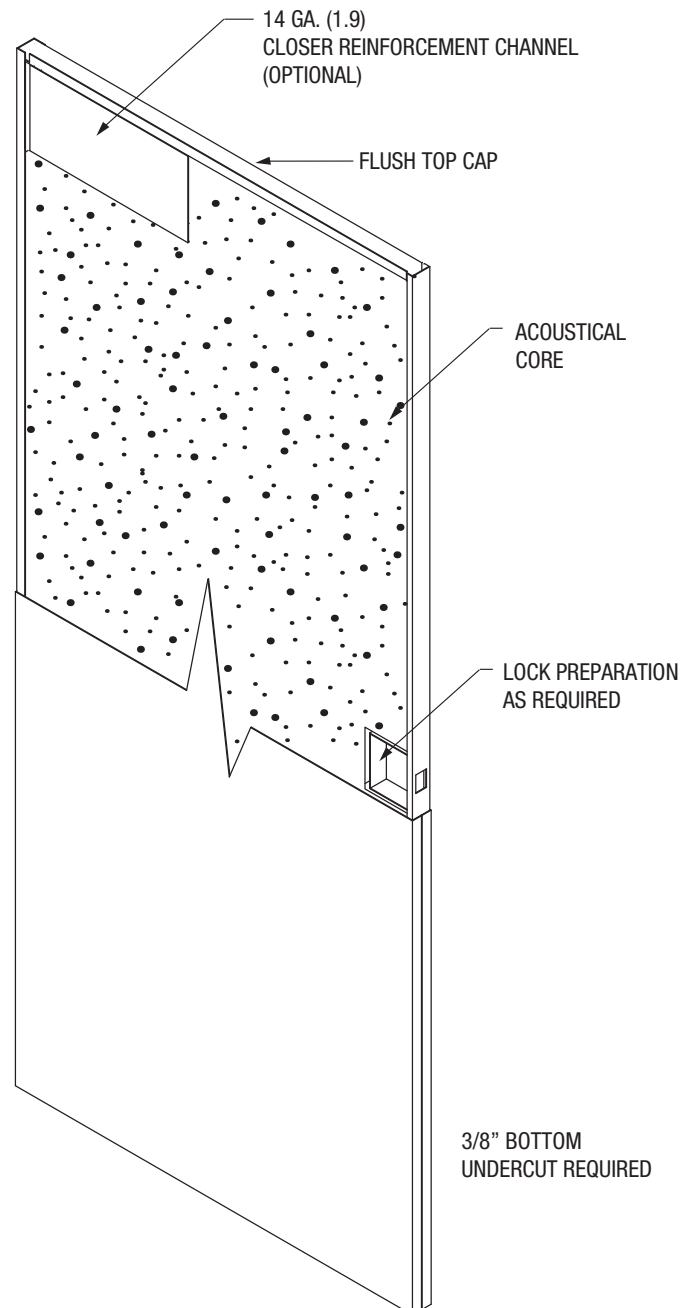 14 GA. (1.9)
CLOSER REINFORCEMENT CHANNEL
(OPTIONAL)
FLUSH TOP CAP
ACOUSTICAL
CORE
LOCK PREPARATION
AS REQUIRED
3/8” BOTTOM
UNDERCUT REQUIRED